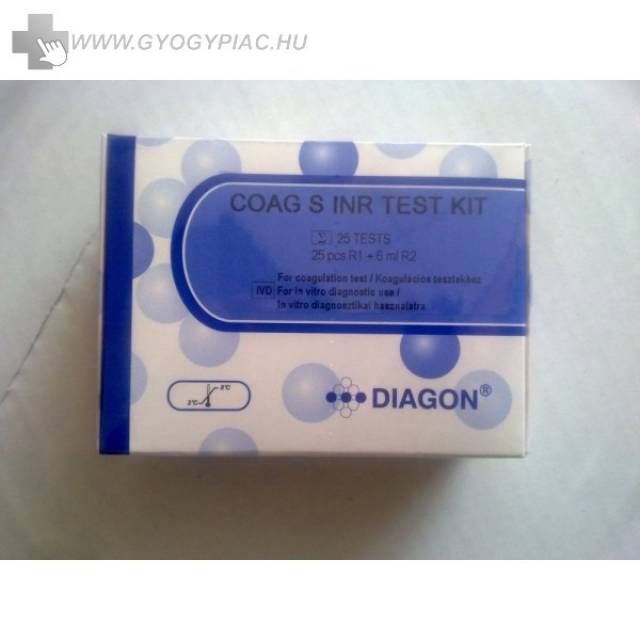 WWW.GYOGYPIAC.HU
COAG S INR TEST KIT
Σ 25 TESTS
25 pcs R1 + 6 ml R2
For coagulation test / Koagulációs tesztekhez
IVD For in vitro diagnostic use /
In vitro diagnosztikai használatra
8°C
2°C
DIAGON®